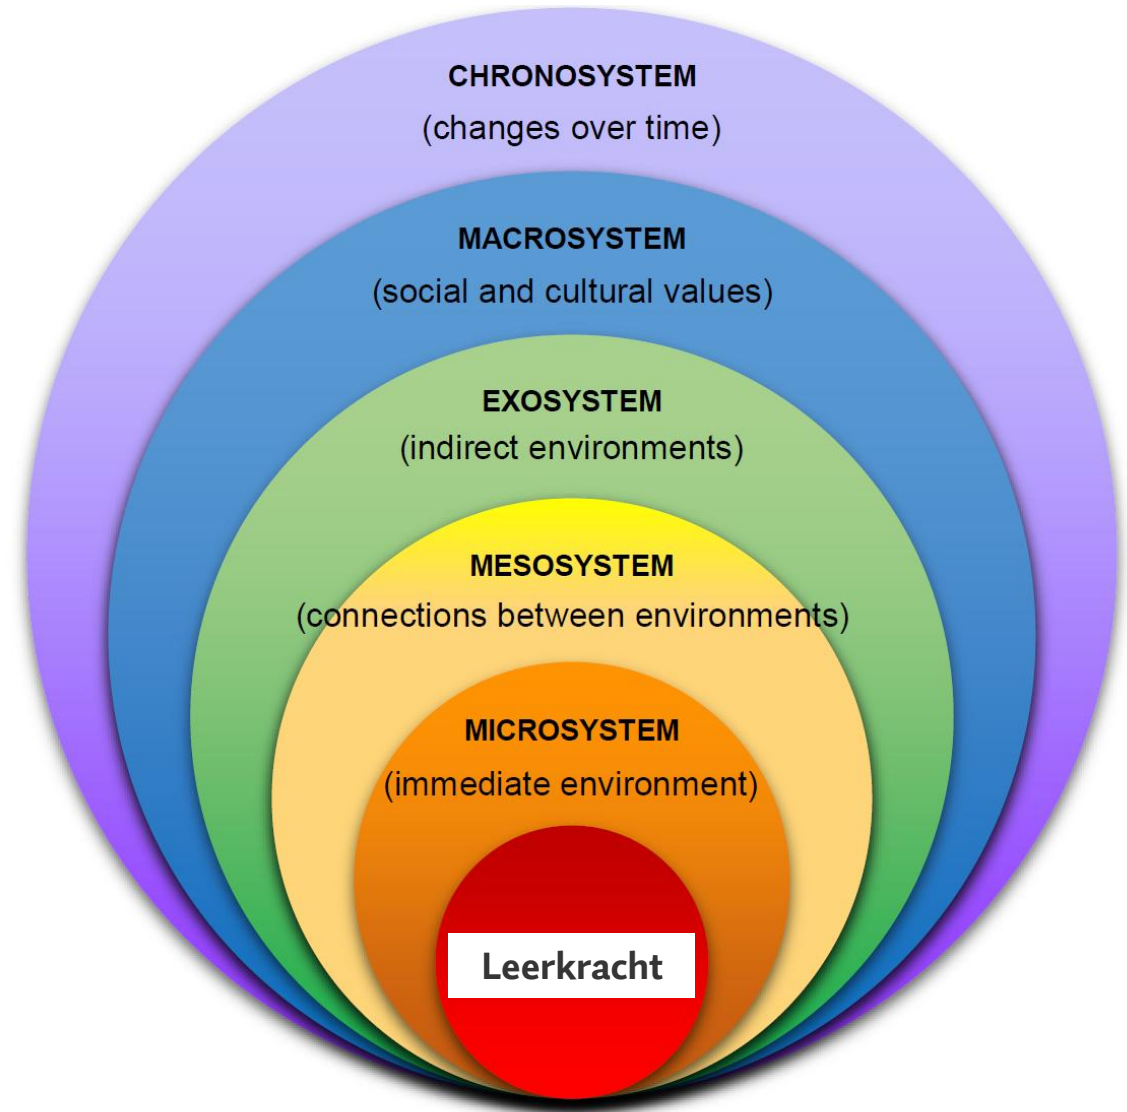 CHRONOSYSTEM
(changes over time)
MACROSYSTEM
(social and cultural values)
EXOSYSTEM
(indirect environments)
MESOSYSTEM
(connections between environments)
MICROSYSTEM
(immediate environment)
Leerkracht